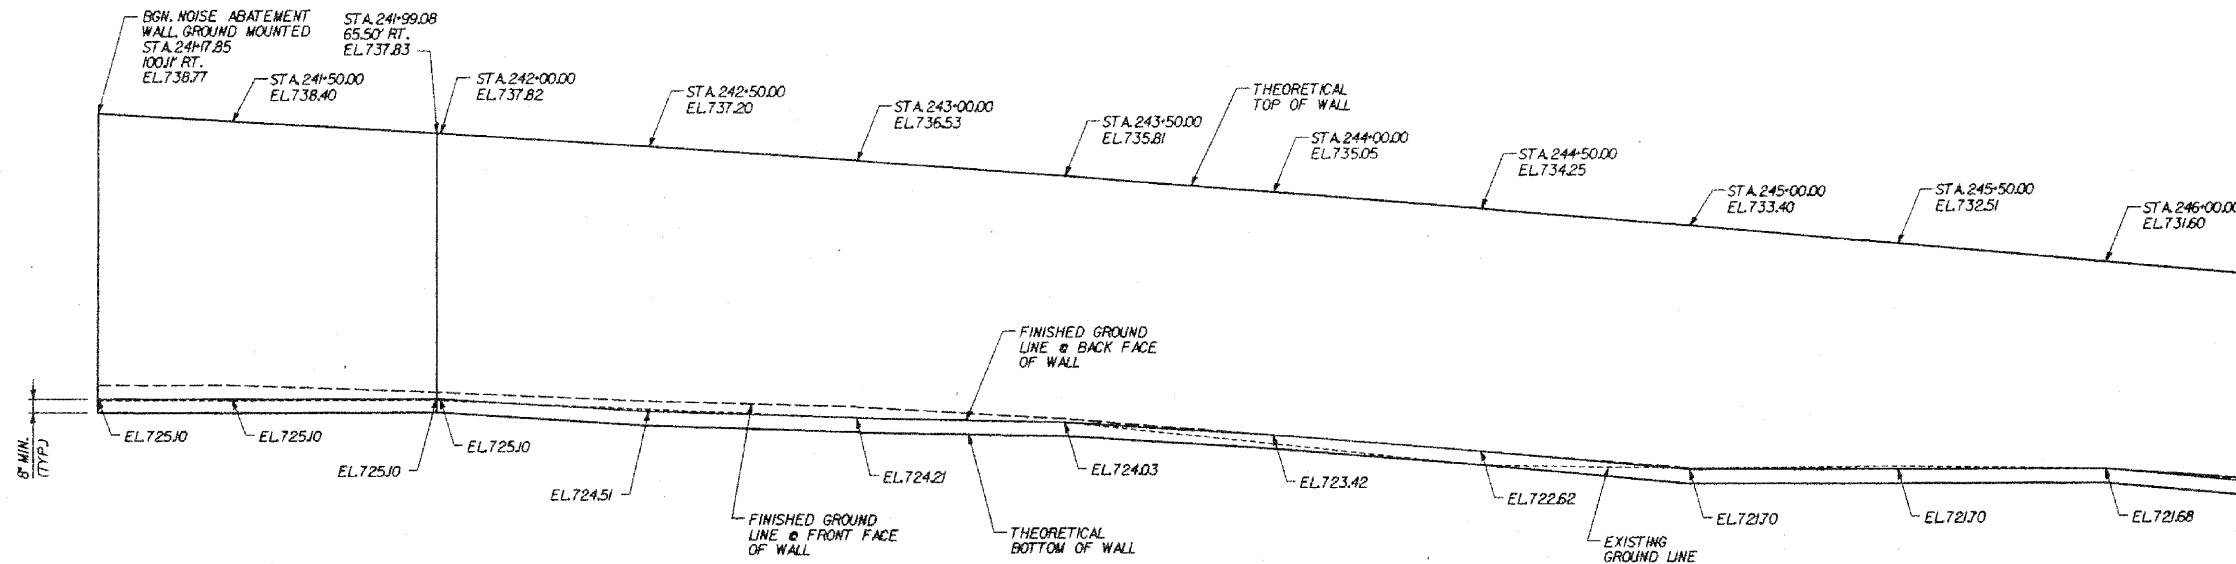 BGN. NOISE ABATEMENT
WALL, GROUND MOUNTED
STA. 241+17.85
100.11' RT.
EL.738.77
STA. 241+99.08
65.50' RT.
EL.737.83
STA. 241+50.00
EL.738.40
STA. 242+00.00
EL.737.82
STA. 242+50.00
EL.737.20
STA. 243+00.00
EL.736.53
STA. 243+50.00
EL.735.81
THEORETICAL
TOP OF WALL
STA. 244+00.00
EL.735.05
STA. 244+50.00
EL.734.25
STA. 245+00.00
EL.733.40
STA. 245+50.00
EL.732.51
STA. 246+00.00
EL.731.60
FINISHED GROUND
LINE @ BACK FACE
OF WALL
8" MIN.
(TYP.)
EL.725.10
EL.725.10
EL.725.10
EL.725.10
EL.724.51
EL.724.21
EL.724.03
EL.723.42
EL.722.62
EL.721.70
EL.721.70
EL.721.68
FINISHED GROUND
LINE @ FRONT FACE
OF WALL
THEORETICAL
BOTTOM OF WALL
EXISTING
GROUND LINE